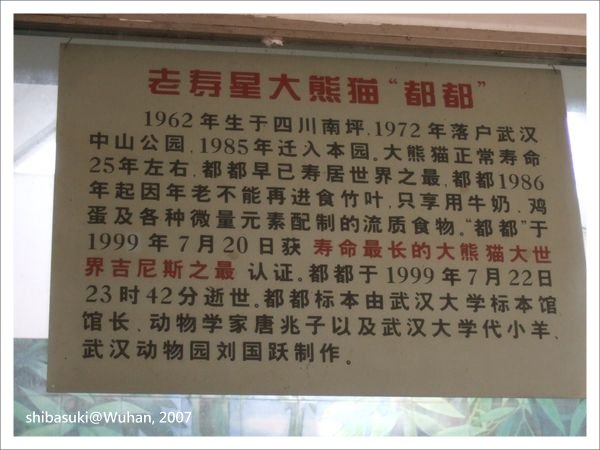 老寿星大熊猫“都都”
1962年生于四川南坪,1972年落户武汉
中山公园,1985年迁入本园。大熊猫正常寿命
25年左右,都都早已寿居世界之最,都都1986
年起因年老不能再进食竹叶,只享用牛奶、鸡
蛋及各种微量元素配制的流质食物。“都都”于
1999年7月20日获 寿命最长的大熊猫大世
界吉尼斯之最 认证。都都于1999年7月22日
23时42分逝世。都都标本由武汉大学标本馆
馆长、动物学家唐兆子以及武汉大学代小羊、
武汉动物园刘国跃制作。
shibasuki@Wuhan, 2007